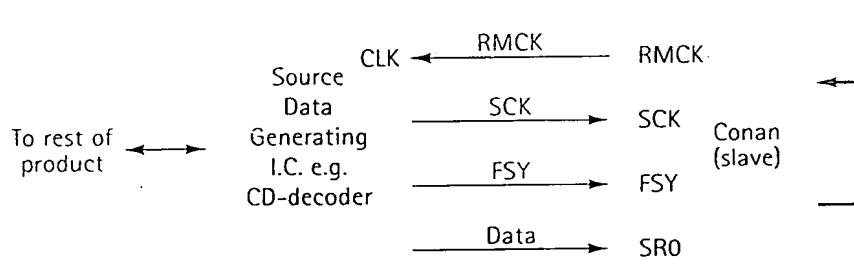 To rest of
product
Source
Data
Generating
I.C. e.g.
CD-decoder
CLK
RMCK
RMCK
SCK
SCK
FSY
FSY
Data
SR0
Conan
(slave)